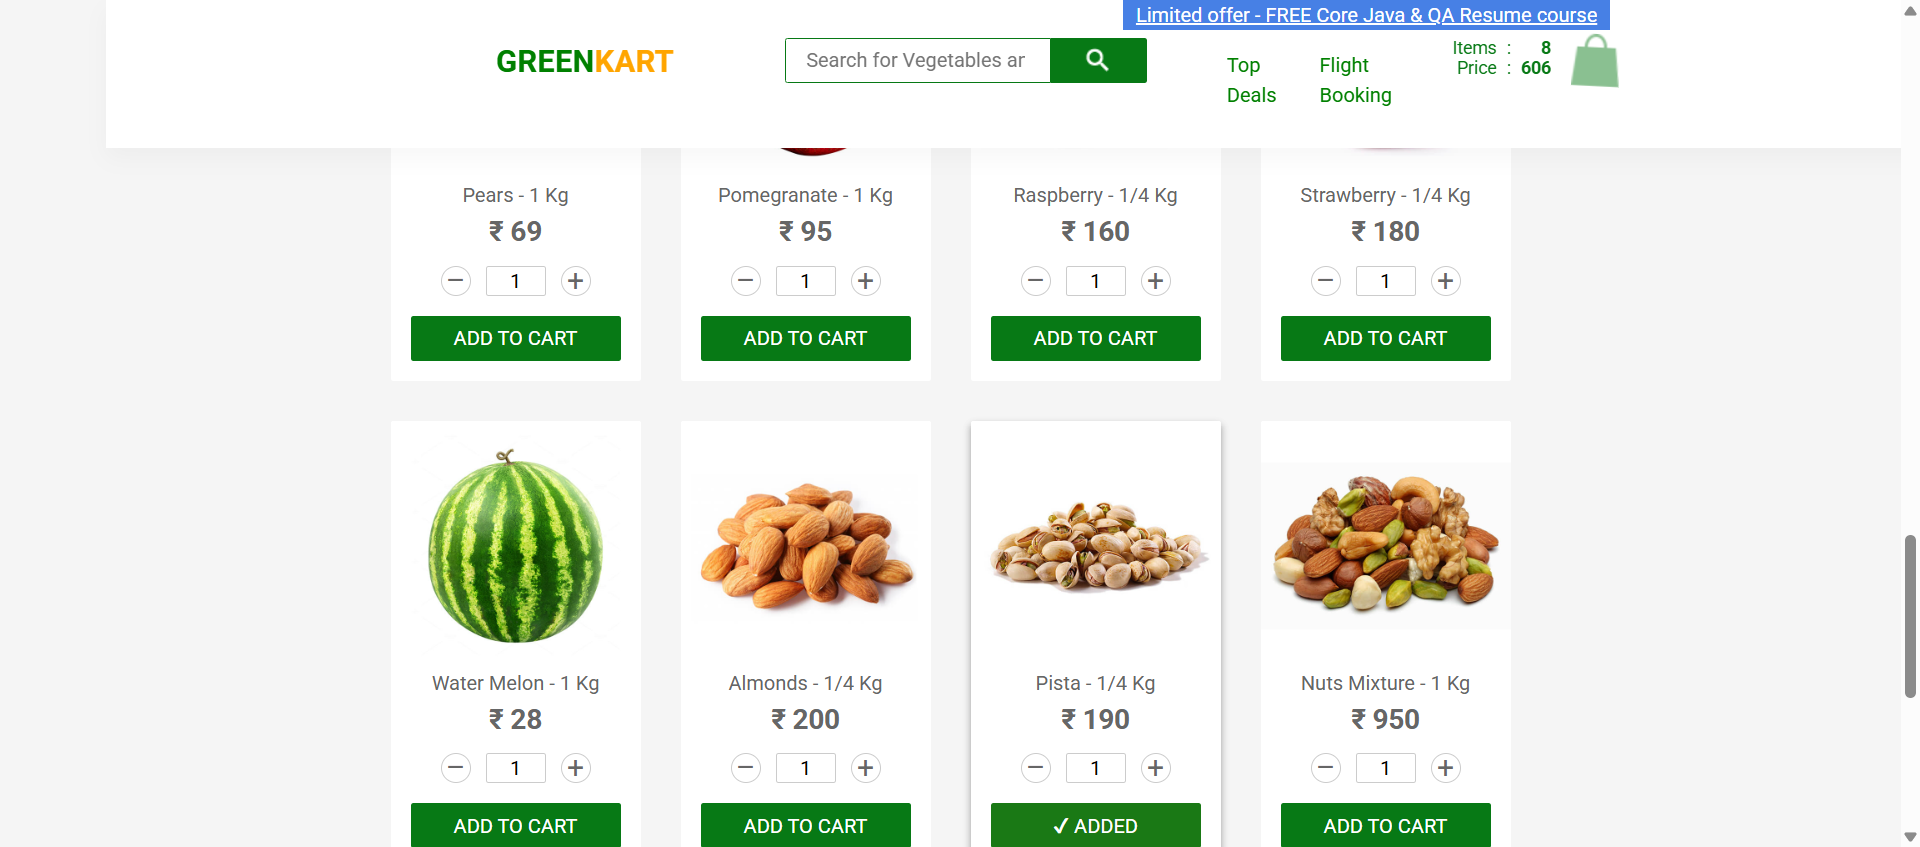 Limited offer - FREE Core Java & QA Resume course
GREENKART
Search for Vegetables ar
Top Deals
Flight Booking
Items : 8
Price : 606
Pears - 1 Kg
₹ 69
− 1 +
ADD TO CART
Pomegranate - 1 Kg
₹ 95
− 1 +
ADD TO CART
Raspberry - 1/4 Kg
₹ 160
− 1 +
ADD TO CART
Strawberry - 1/4 Kg
₹ 180
− 1 +
ADD TO CART
Water Melon - 1 Kg
₹ 28
− 1 +
ADD TO CART
Almonds - 1/4 Kg
₹ 200
− 1 +
ADD TO CART
Pista - 1/4 Kg
₹ 190
− 1 +
✓ ADDED
Nuts Mixture - 1 Kg
₹ 950
− 1 +
ADD TO CART